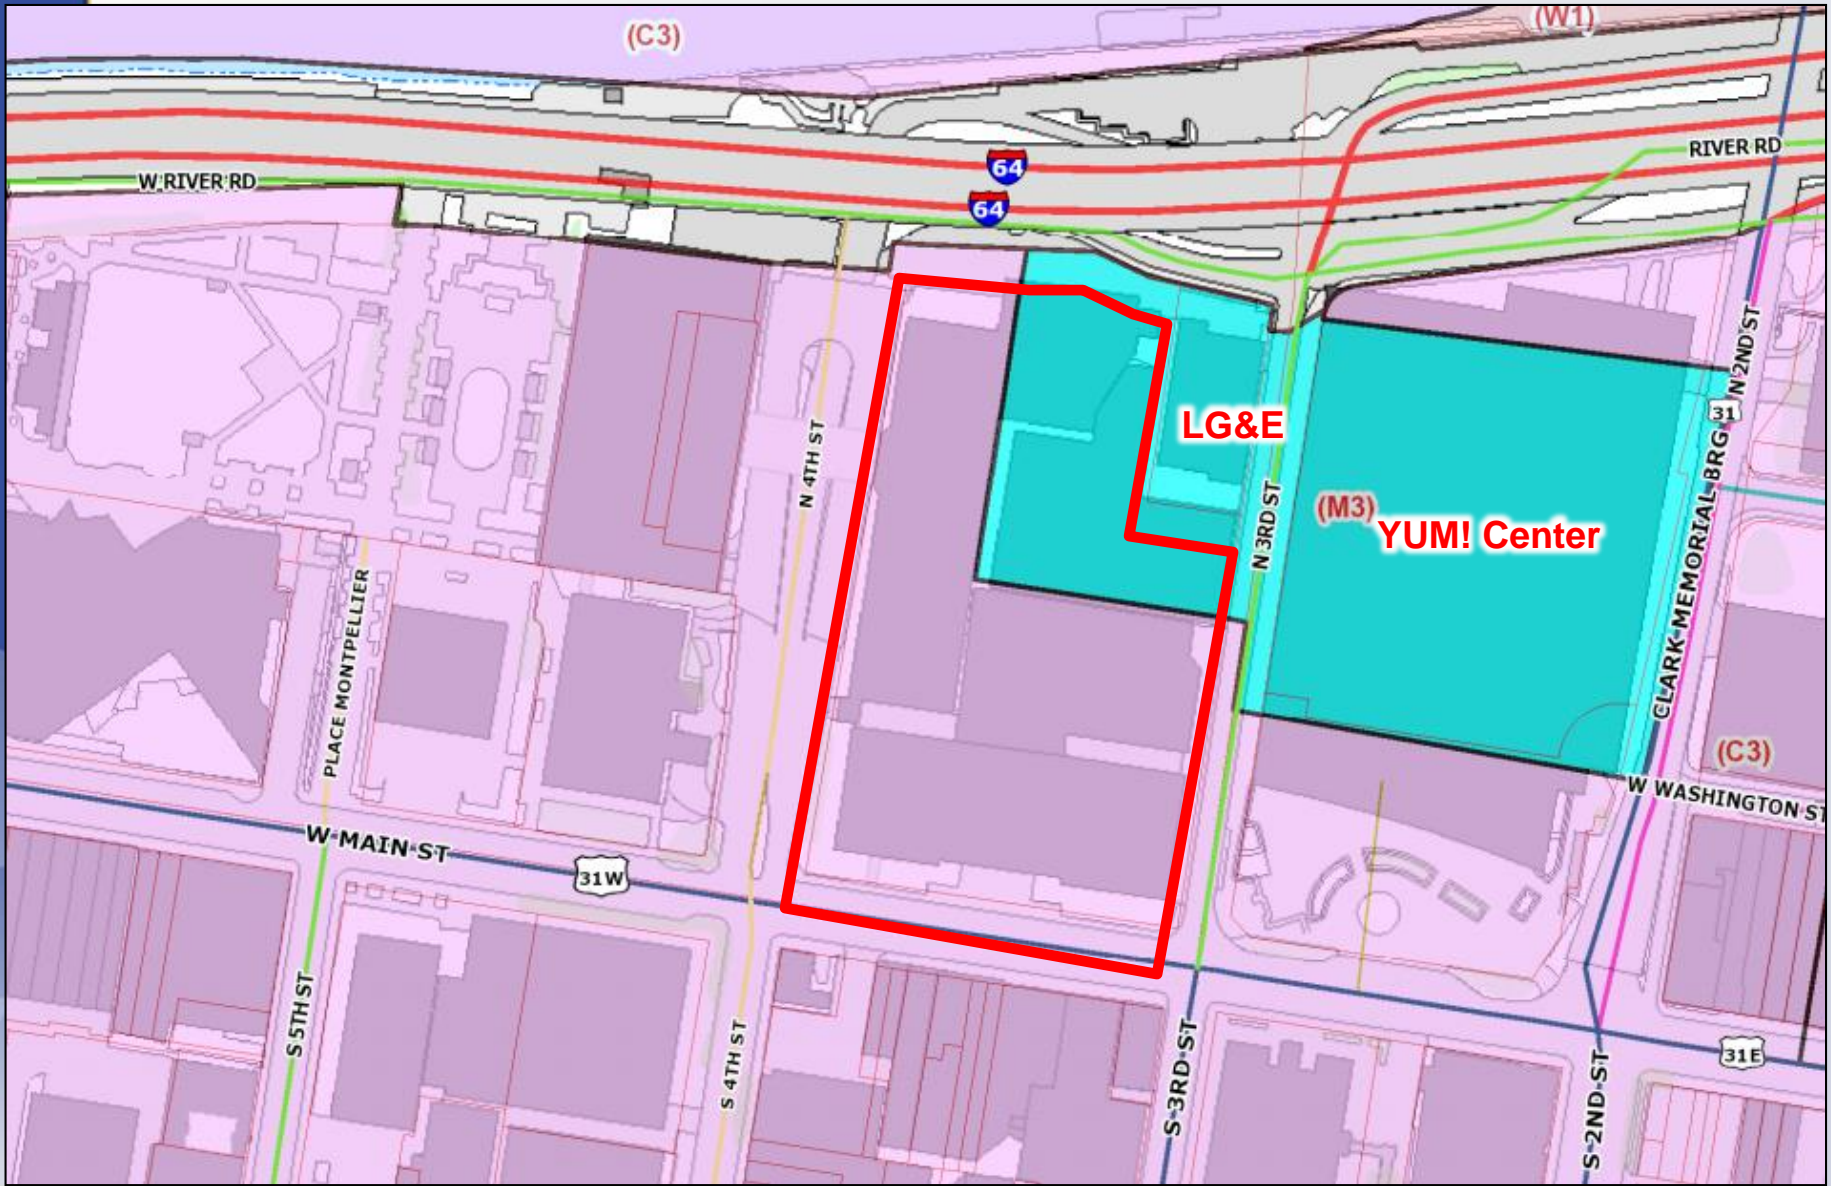 (C3)
(W1)
RIVER RD
64
W RIVER RD
64
N 2ND ST
31
LG&E
N 4TH ST
N 3RD ST
(M3)
YUM! Center
CLARK MEMORIAL BRG
PLACE MONTPELLIER
(C3)
W WASHINGTON ST
W MAIN ST
31W
S 5TH ST
S 4TH ST
S 3RD ST
31E
S 2ND ST